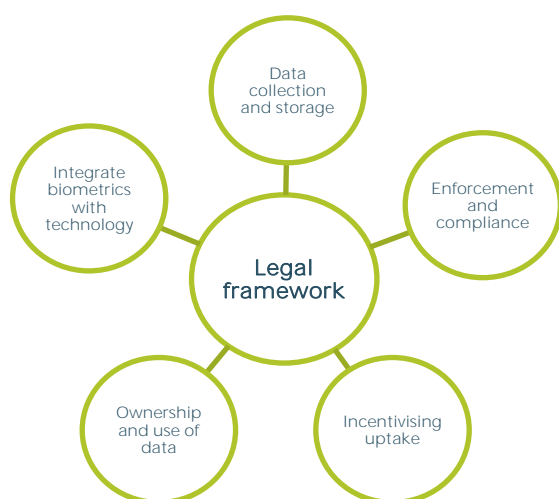 Data
collection
and storage
Integrate
biometrics
with
technology
Enforcement
and
compliance
Legal
framework
Ownership
and use of
data
Incentivising
uptake